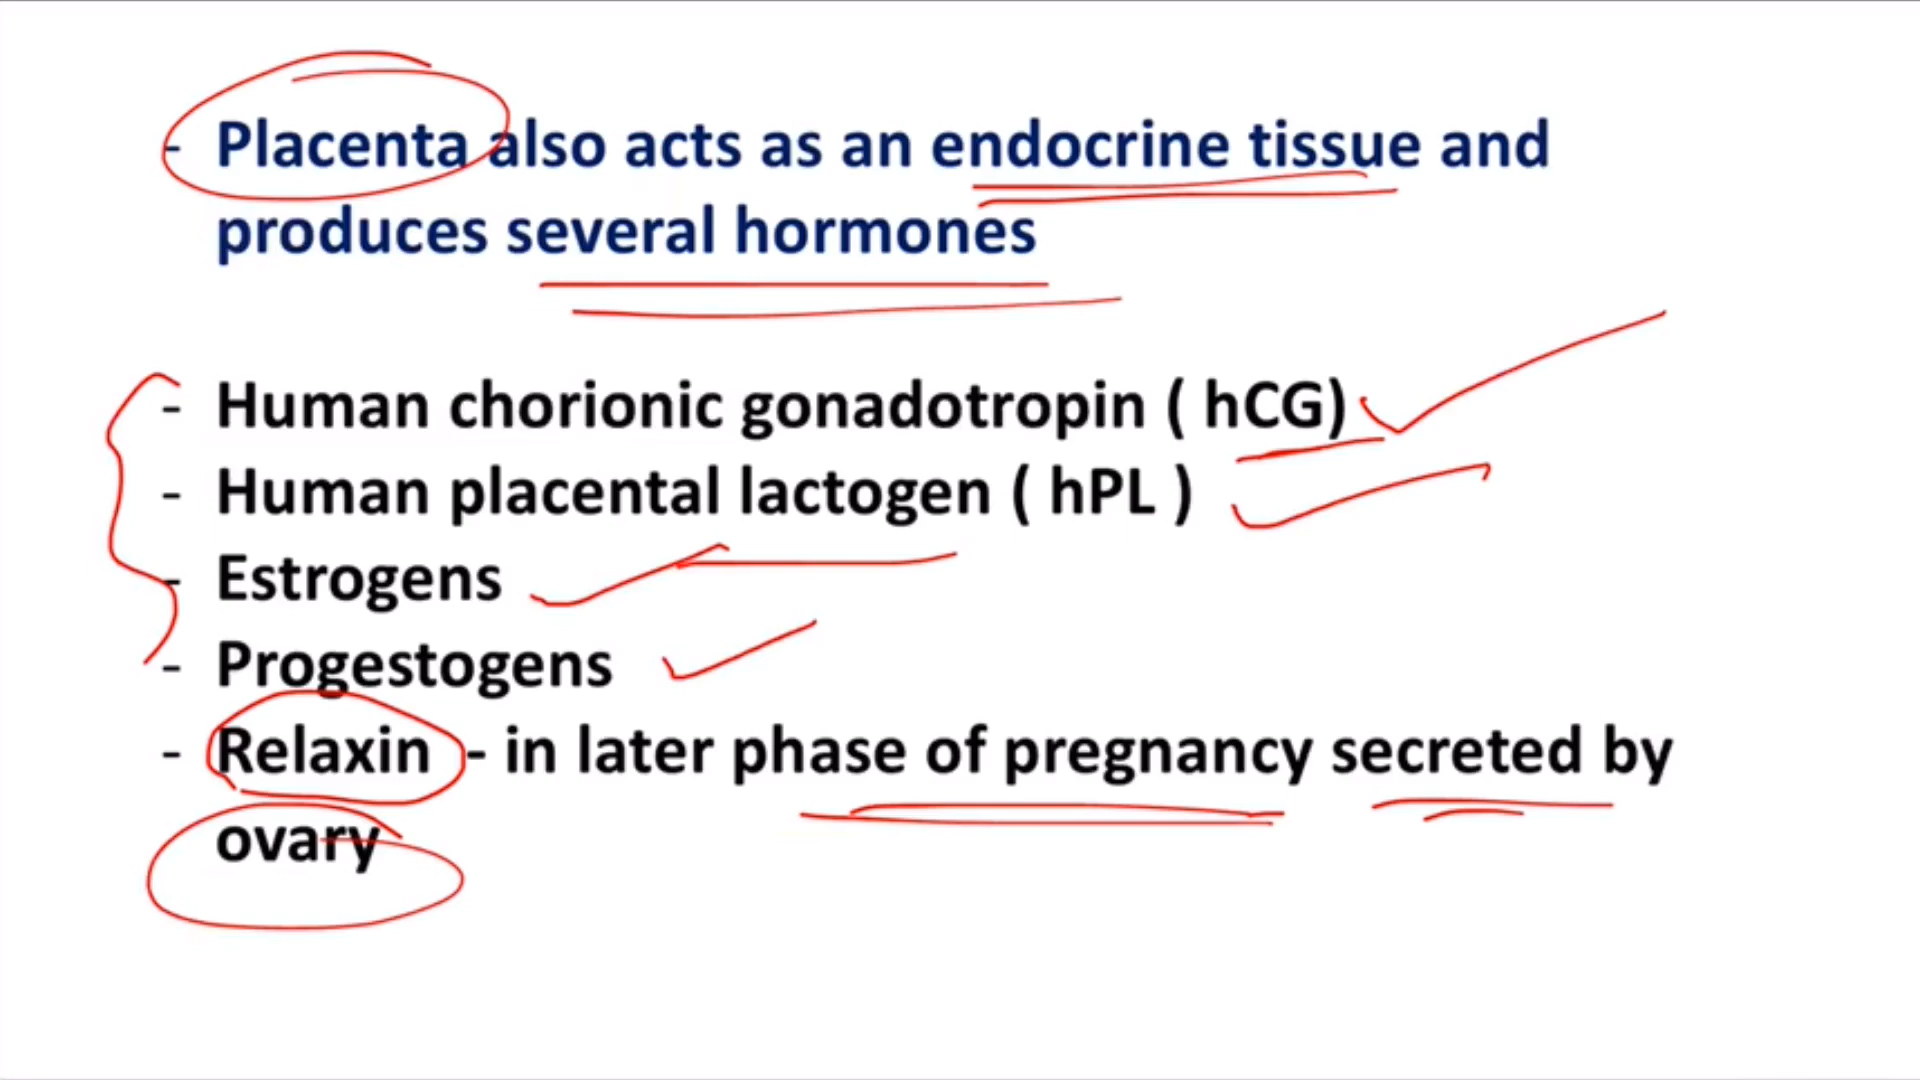 - Placenta also acts as an endocrine tissue and
produces several hormones
- Human chorionic gonadotropin ( hCG)
- Human placental lactogen ( hPL )
- Estrogens
- Progestogens
- Relaxin - in later phase of pregnancy secreted by
ovary